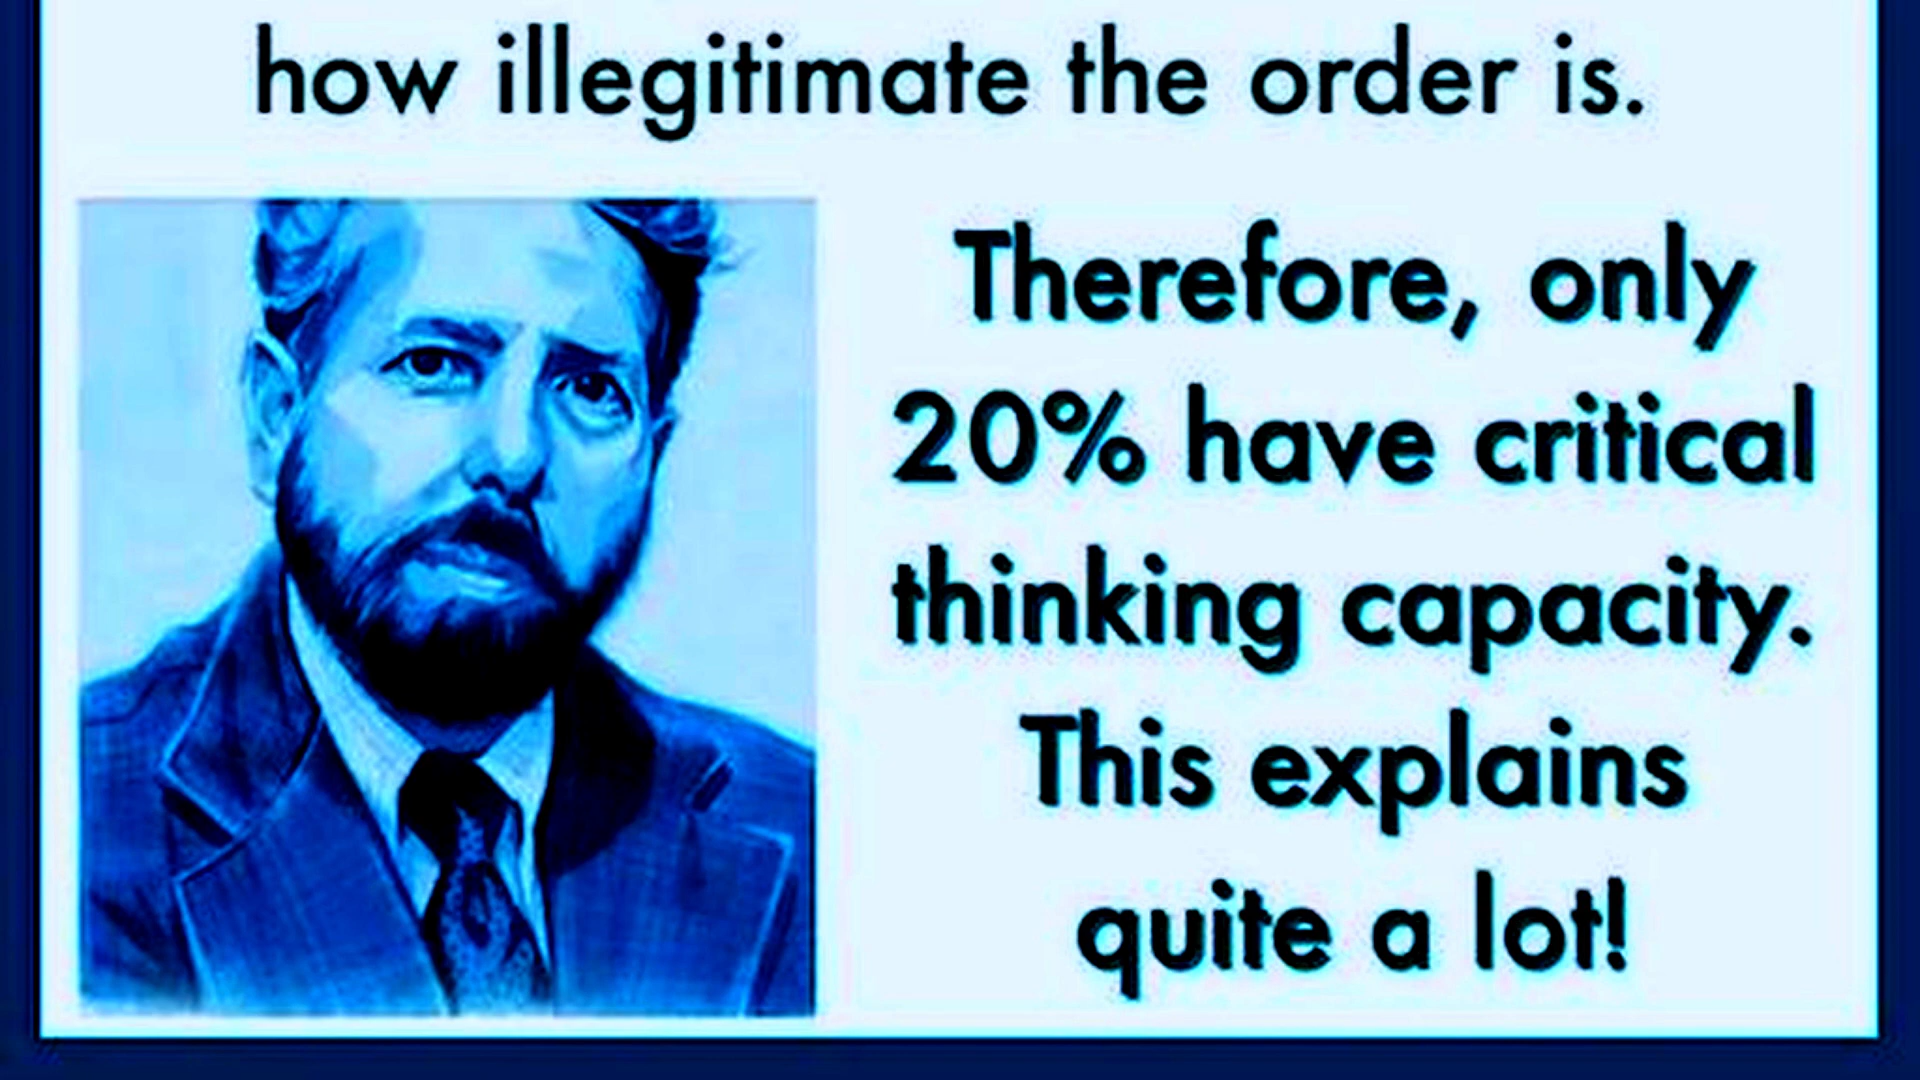 how illegitimate the order is.
Therefore, only
20% have critical
thinking capacity.
This explains
quite a lot!